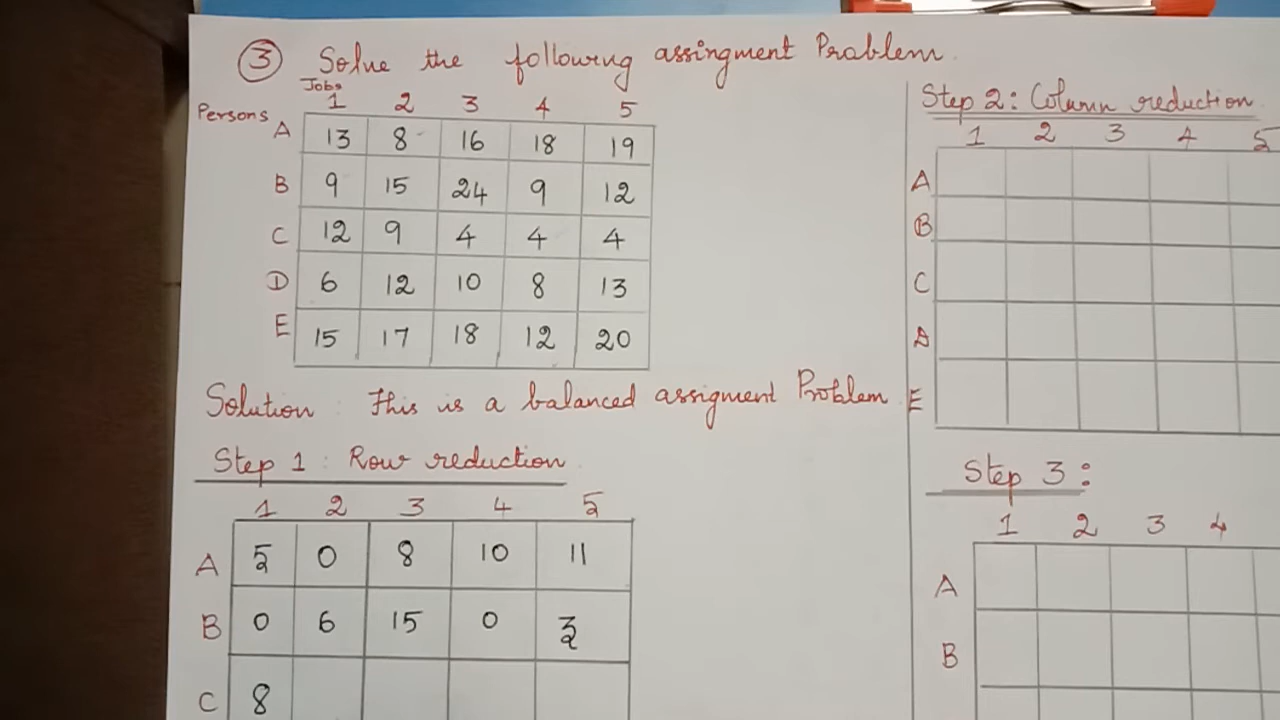 3 Solve the following assingment Problem.
Jobs
Persons 1 2 3 4 5
A 13 8 16 18 19
B 9 15 24 9 12
C 12 9 4 4 4
D 6 12 10 8 13
E 15 17 18 12 20
Solution : This is a balanced assigment Problem.
Step 1 : Row reduction
1 2 3 4 5
A 5 0 8 10 11
B 0 6 15 0 3
C 8
Step 2 : Column reduction
1 2 3 4 5
A
B
C
D
E
Step 3 :
1 2 3 4
A
B